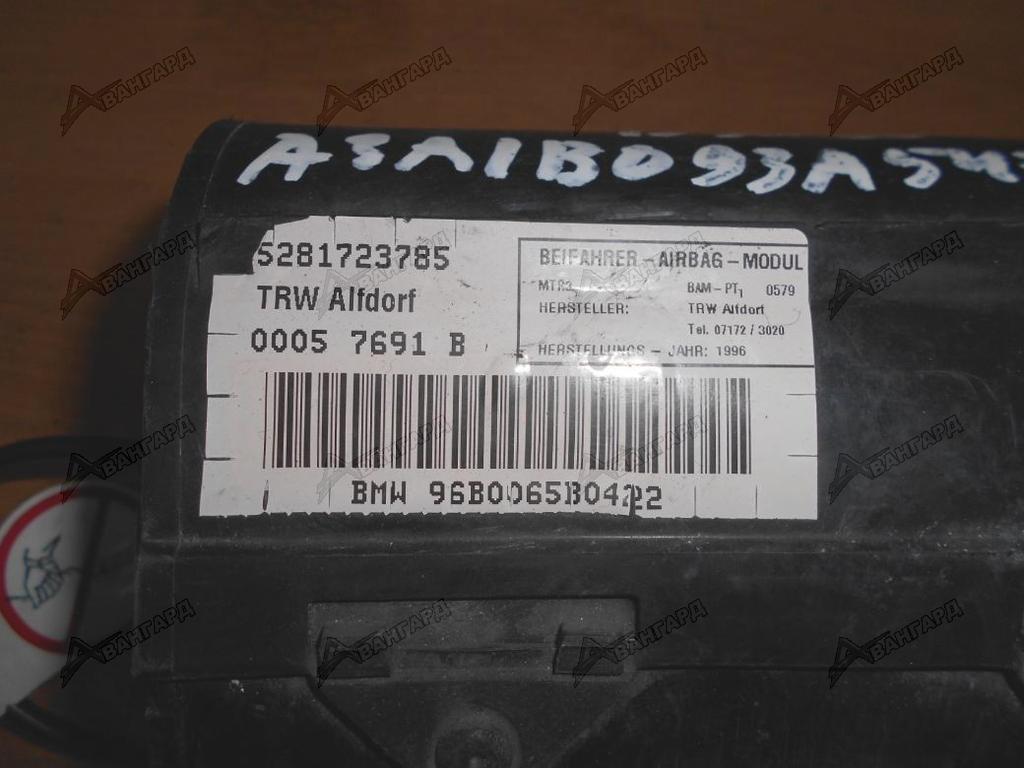 A3A1B093A543
5281723785
TRW Alfdorf
0005 7691 B
BEIFAHRER - AIRBAG - MODUL
BAM - PT1 0579
HERSTELLER: TRW Alfdorf
Tel. 07172 / 3020
HERSTELLUNGS - JAHR: 1996
BMW 96B0065B0422
АВАНГАРД